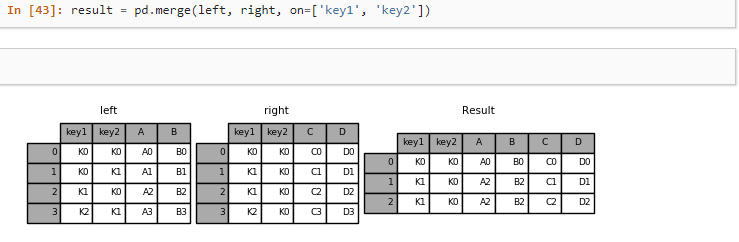 In [43]: result = pd.merge(left, right, on=['key1', 'key2'])
left right Result
key1 key2 A B
0 K0 K0 A0 B0
1 K0 K1 A1 B1
2 K1 K0 A2 B2
3 K2 K1 A3 B3
key1 key2 C D
0 K0 K0 C0 D0
1 K1 K0 C1 D1
2 K1 K0 C2 D2
3 K2 K0 C3 D3
key1 key2 A B C D
0 K0 K0 A0 B0 C0 D0
1 K1 K0 A2 B2 C1 D1
2 K1 K0 A2 B2 C2 D2